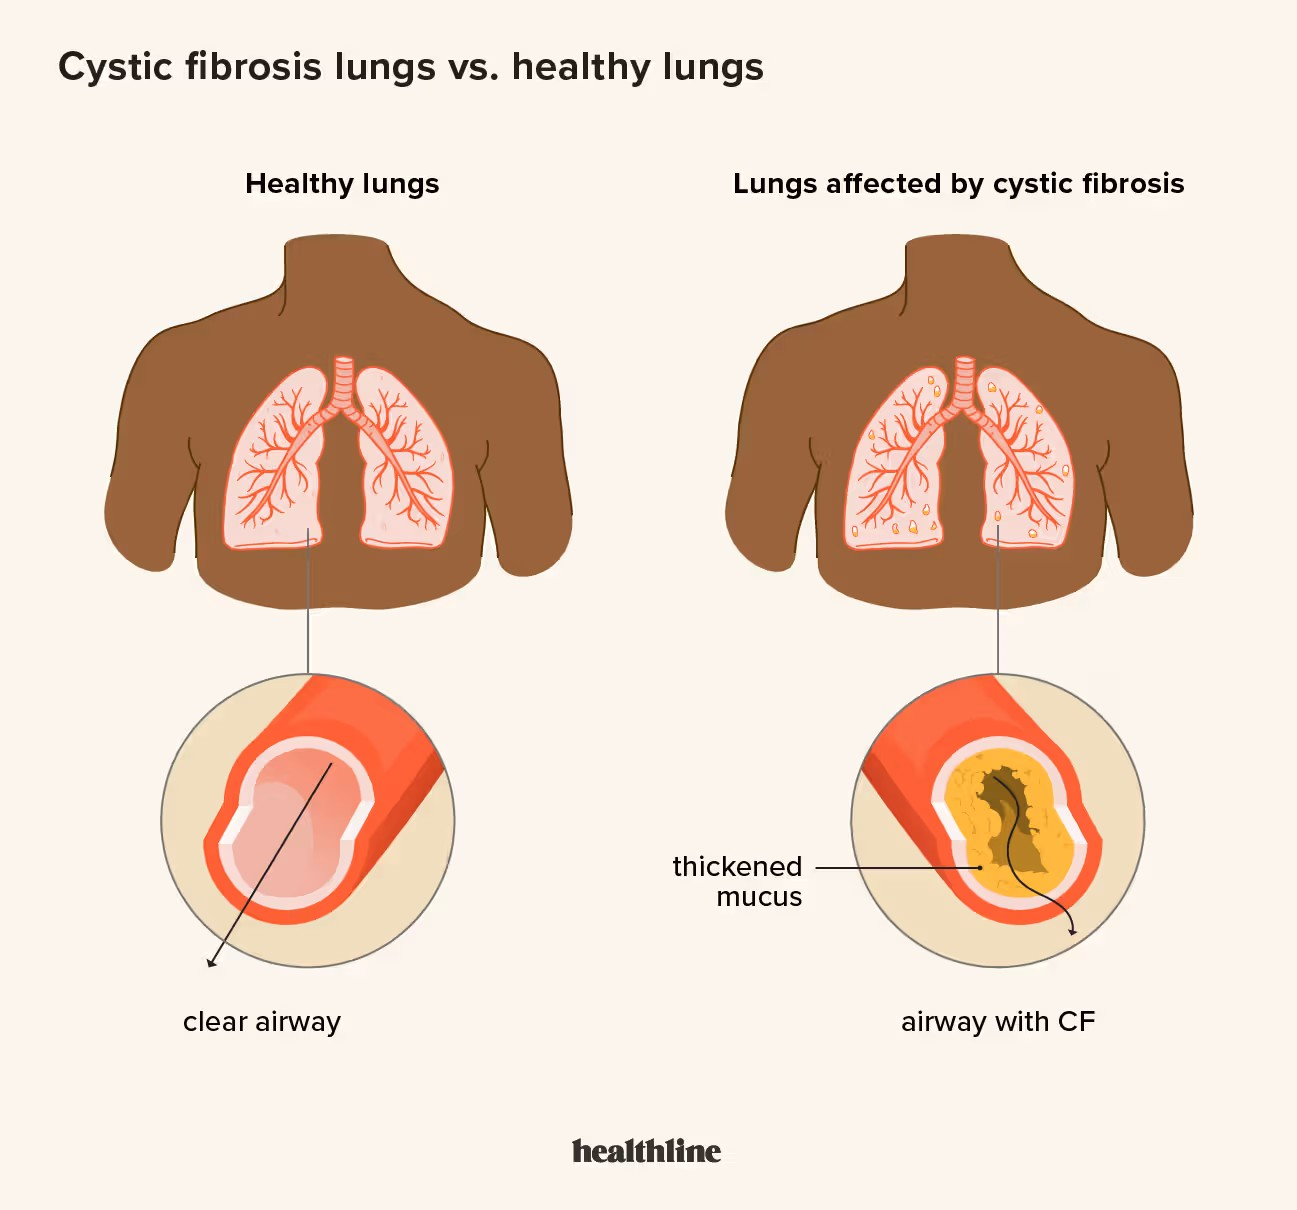 Cystic fibrosis lungs vs. healthy lungs
Healthy lungs
Lungs affected by cystic fibrosis
thickened
mucus
clear airway
airway with CF
healthline